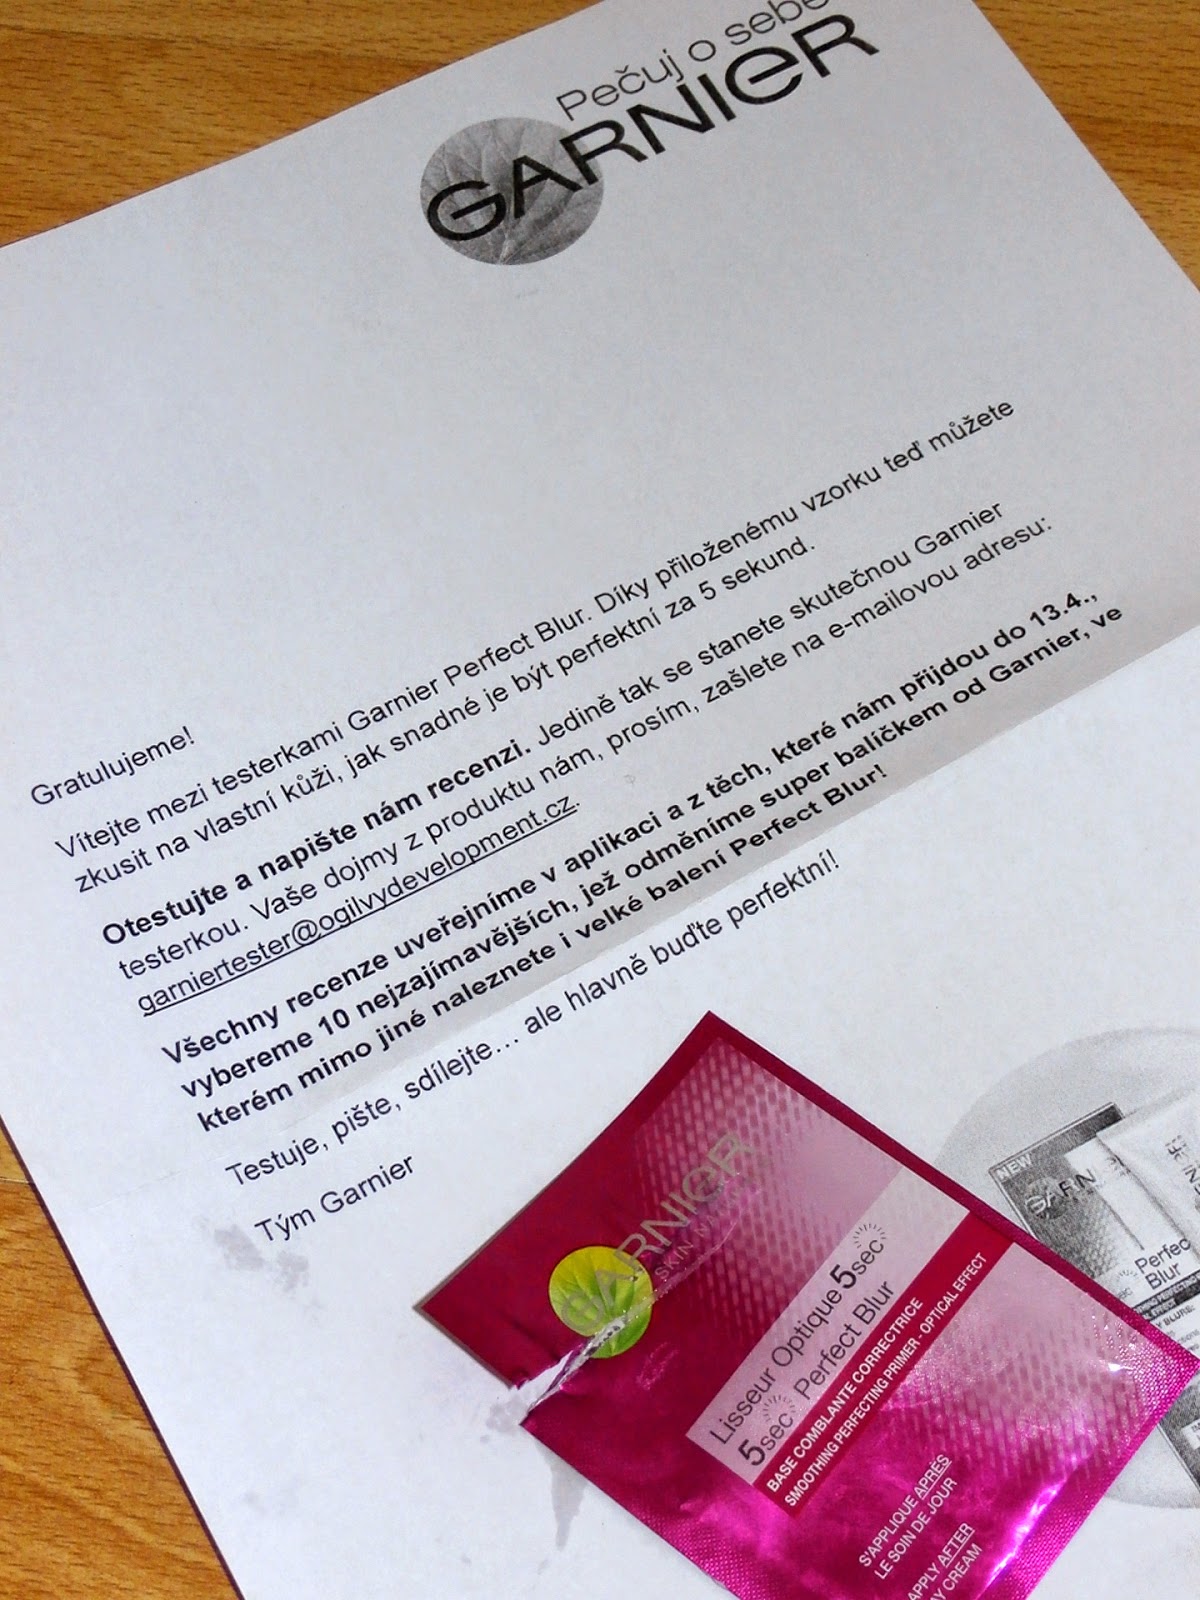 Pečuj o sebe
GARNIER
Gratulujeme!
Vítejte mezi testerkami Garnier Perfect Blur. Díky přiloženému vzorku teď můžete
zkusit na vlastní kůži, jak snadné je být perfektní za 5 sekund.
Otestujte a napište nám recenzi. Jedině tak se stanete skutečnou Garnier
testerkou. Vaše dojmy z produktu nám, prosím, zašlete na e-mailovou adresu:
garniertester@ogilvydevelopment.cz.
Všechny recenze uveřejníme v aplikaci a z těch, které nám přijdou do 13.4.,
vybereme 10 nejzajímavějších, jež odměníme super balíčkem od Garnier, ve
kterém mimo jiné naleznete i velké balení Perfect Blur!
Testuje, pište, sdílejte... ale hlavně buďte perfektní!
Tým Garnier
GARNIER
SKIN
Lisseur Optique 5sec
5sec Perfect Blur
BASE COMBLANTE CORRECTRICE
SMOOTHING PERFECTING PRIMER - OPTICAL EFFECT
S'APPLIQUE APRÈS
LE SOIN DE JOUR
APPLY AFTER
CREAM
NEW
GARNIER
Perfec
Blur